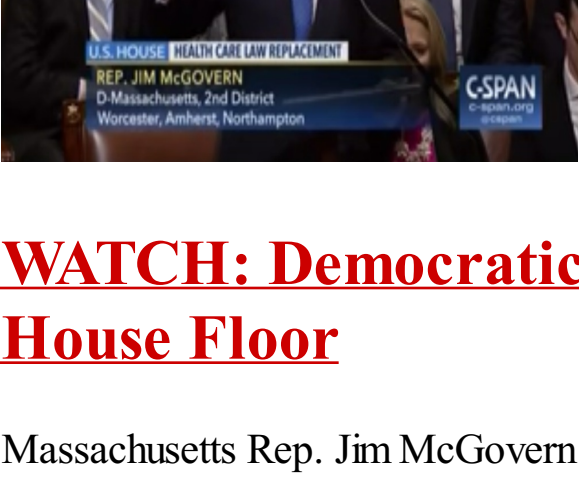 U.S. HOUSE HEALTH CARE LAW REPLACEMENT
REP. JIM McGOVERN
D-Massachusetts, 2nd District
Worcester, Amherst, Northampton
C-SPAN
c-span.org
@cspan
WATCH: Democratic
House Floor
Massachusetts Rep. Jim McGovern